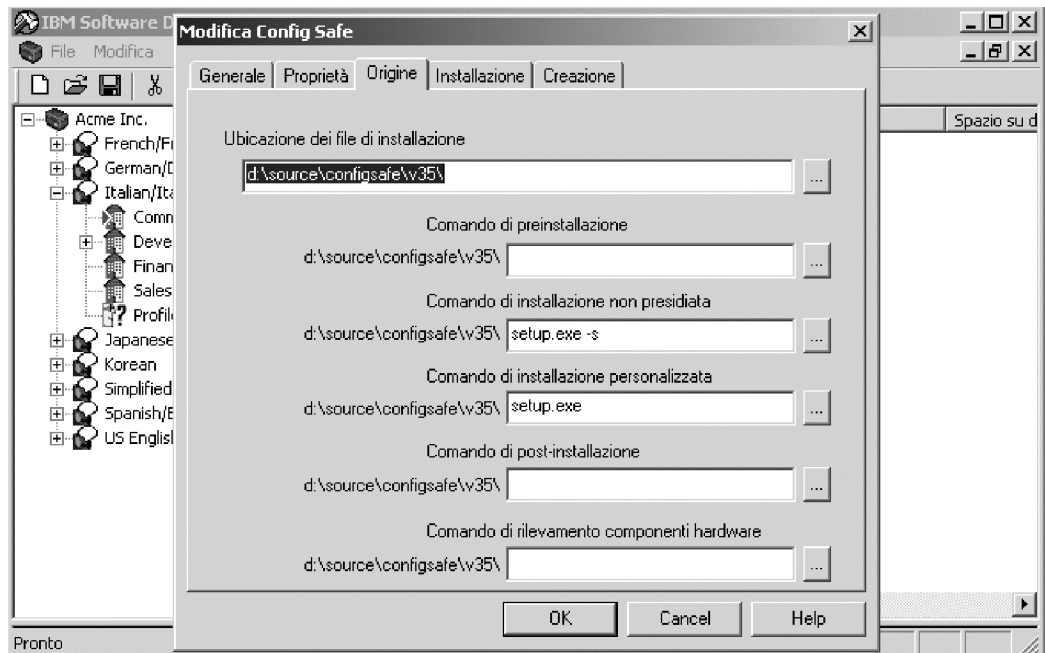 IBM Software D
File Modifica
Acme Inc.
French/F
German/D
Italian/Ita
Comm
Deve
Finan
Sales
Profile
Japanese
Korean
Simplified
Spanish/E
US English
Modifica Config Safe
Generale Proprietà Origine Installazione Creazione
Ubicazione dei file di installazione
d:\source\configsafe\v35\
...
Comando di preinstallazione
d:\source\configsafe\v35\
...
Comando di installazione non presidiata
d:\source\configsafe\v35\ setup.exe -s
...
Comando di installazione personalizzata
d:\source\configsafe\v35\ setup.exe
...
Comando di post-installazione
d:\source\configsafe\v35\
...
Comando di rilevamento componenti hardware
d:\source\configsafe\v35\
...
OK Cancel Help
Spazio su d
Pronto